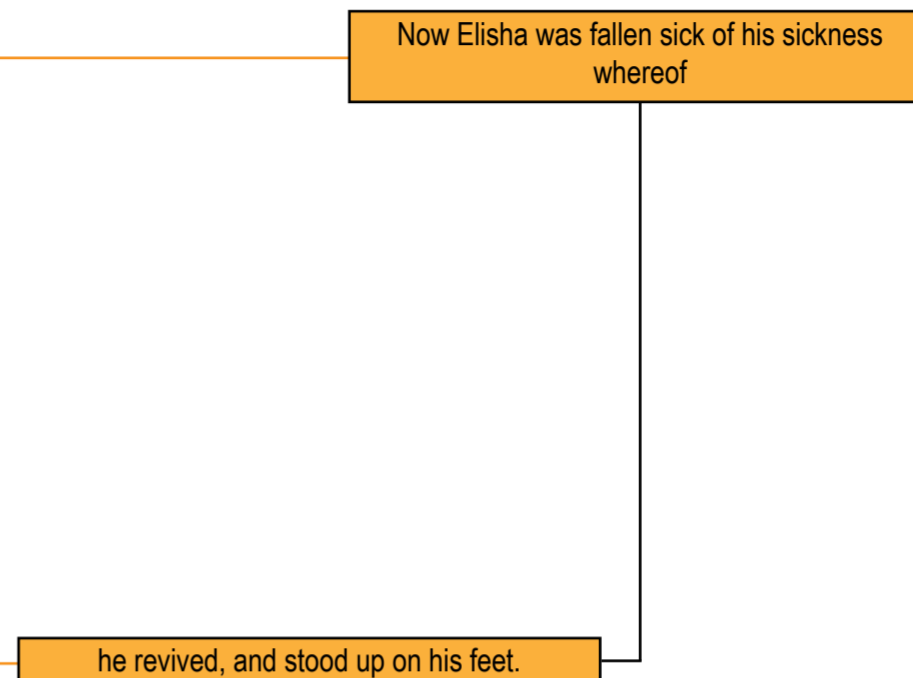 Now Elisha was fallen sick of his sickness
whereof
he revived, and stood up on his feet.